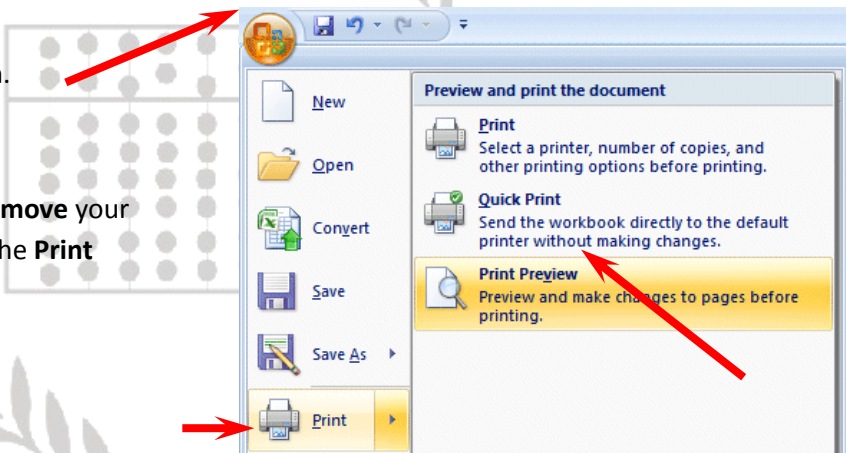 n.
move your
he Print
New
Open
Convert
Save
Save As
Print
Preview and print the document
Print
Select a printer, number of copies, and
other printing options before printing.
Quick Print
Send the workbook directly to the default
printer without making changes.
Print Preview
Preview and make changes to pages before
printing.